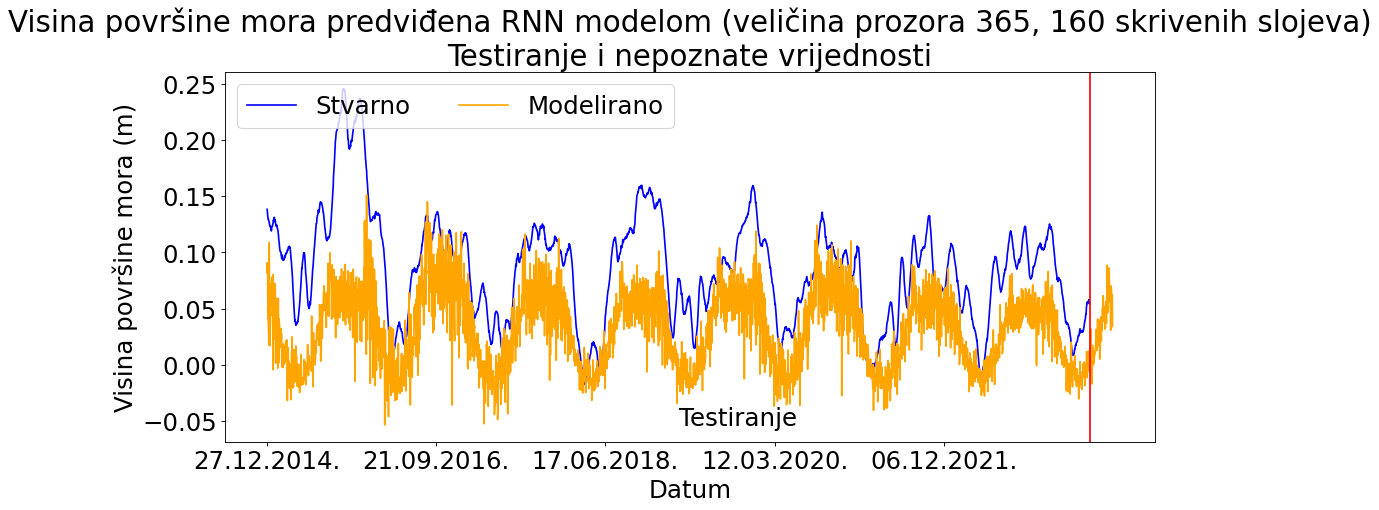 Visina površine mora predviđena RNN modelom (veličina prozora 365, 160 skrivenih slojeva)
Testiranje i nepoznate vrijednosti
Stvarno Modelirano
Visina površine mora (m)
0.25
0.20
0.15
0.10
0.05
0.00
−0.05
Testiranje
27.12.2014. 21.09.2016. 17.06.2018. 12.03.2020. 06.12.2021.
Datum